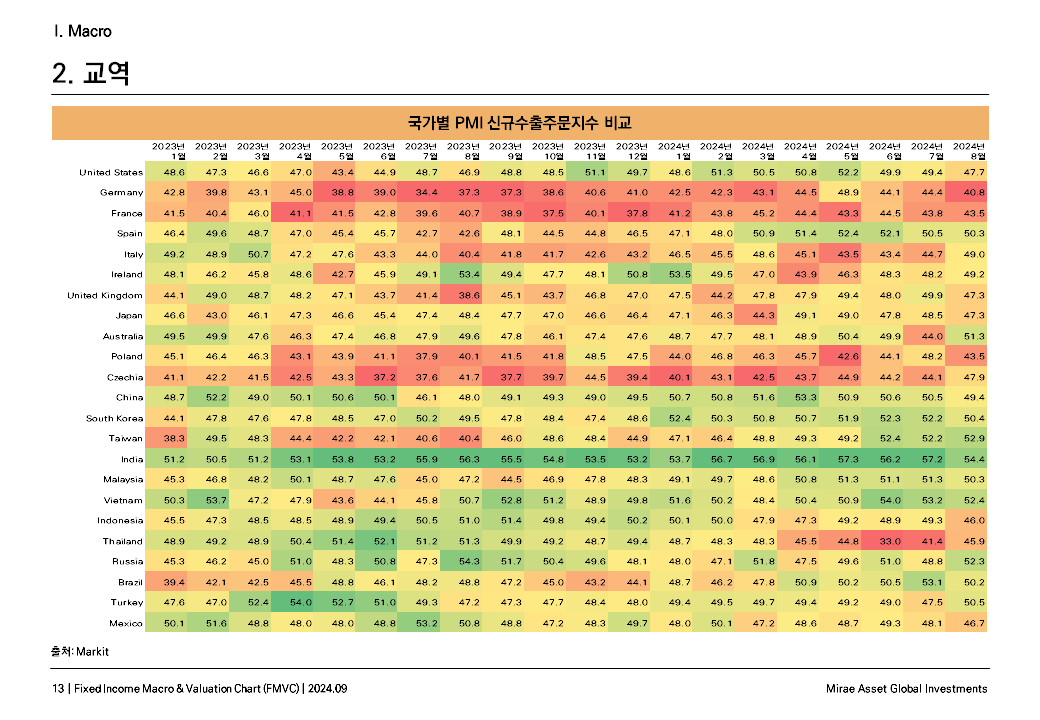 I. Macro
2. 교역
국가별 PMI 신규수출주문지수 비교
2023년 2023년 2023년 2023년 2023년 2023년 2023년 2023년 2023년 2023년 2023년 2023년 2024년 2024년 2024년 2024년 2024년 2024년 2024년 2024년
1월 2월 3월 4월 5월 6월 7월 8월 9월 10월 11월 12월 1월 2월 3월 4월 5월 6월 7월 8월
United States 48.6 47.3 46.6 47.0 43.4 44.9 48.7 46.9 48.8 48.5 51.1 49.7 48.6 51.3 50.5 50.8 52.2 49.9 49.4 47.7
Germany 42.8 39.8 43.1 45.0 38.8 39.0 34.4 37.3 37.3 38.6 40.6 41.0 42.5 42.3 43.1 44.5 48.9 44.1 44.4 40.8
France 41.5 40.4 46.0 41.1 41.5 42.8 39.6 40.7 38.9 37.5 40.1 37.8 41.2 43.8 45.2 44.4 43.3 44.5 43.8 43.5
Spain 46.4 49.6 48.7 47.0 45.4 45.7 42.7 42.6 48.1 44.5 44.8 46.5 47.1 48.0 50.9 51.4 52.4 52.1 50.5 50.3
Italy 49.2 48.9 50.7 47.2 47.6 43.3 44.0 40.4 41.8 41.7 42.6 43.2 46.5 45.5 48.6 45.1 43.5 43.4 44.7 49.0
Ireland 48.1 46.2 45.8 48.6 42.7 45.9 49.1 53.4 49.4 47.7 48.1 50.8 53.5 49.5 47.0 43.9 46.3 48.3 48.2 49.2
United Kingdom 44.1 49.0 48.7 48.2 47.1 43.7 41.4 38.6 45.1 43.7 46.8 47.0 47.5 44.2 47.8 47.9 49.4 48.0 49.9 47.3
Japan 46.6 43.0 46.1 47.3 46.6 45.4 47.4 48.4 47.7 47.0 46.6 46.4 47.1 46.3 44.3 49.1 49.0 47.8 48.5 47.3
Australia 49.5 49.9 47.6 46.3 47.4 46.8 47.9 49.6 47.8 46.1 47.4 47.6 48.7 47.7 48.1 48.9 50.4 49.9 44.0 51.3
Poland 45.1 46.4 46.3 43.1 43.9 41.1 37.9 40.1 41.5 41.8 48.5 47.5 44.0 46.8 46.3 45.7 42.6 44.1 48.2 43.5
Czechia 41.1 42.2 41.5 42.5 43.3 37.2 37.6 41.7 37.7 39.7 44.5 39.4 40.1 43.1 42.5 43.7 44.9 44.2 44.1 47.9
China 48.7 52.2 49.0 50.1 50.6 50.1 46.1 48.0 49.1 49.3 49.0 49.5 50.7 50.8 51.6 53.3 50.9 50.6 50.5 49.4
South Korea 44.1 47.8 47.6 47.8 48.5 47.0 50.2 49.5 47.8 48.4 47.4 48.6 52.4 50.3 50.8 50.7 51.9 52.3 52.2 50.4
Taiwan 38.3 49.5 48.3 44.4 42.2 42.1 40.6 40.4 46.0 48.6 48.4 44.9 47.1 46.4 48.8 49.3 49.2 52.4 52.2 52.9
India 51.2 50.5 51.2 53.1 53.8 53.2 55.9 56.3 55.5 54.8 53.5 53.2 53.7 56.7 56.9 56.1 57.3 56.2 57.2 54.4
Malaysia 45.3 46.8 48.2 50.1 48.7 47.6 45.0 47.2 44.5 46.9 47.8 48.3 49.1 49.7 48.6 50.8 51.3 51.1 51.3 50.3
Vietnam 50.3 53.7 47.2 47.9 43.6 44.1 45.8 50.7 52.8 51.2 48.9 49.8 51.6 50.2 48.4 50.4 50.9 54.0 53.2 52.4
Indonesia 45.5 47.3 48.5 48.5 48.9 49.4 50.5 51.0 51.4 49.8 49.4 50.2 50.1 50.0 47.9 47.3 49.2 48.9 49.3 46.0
Thailand 48.9 49.2 48.9 50.4 51.4 52.1 51.2 51.3 49.9 49.2 48.7 49.4 48.7 48.3 48.3 45.5 44.8 33.0 41.4 45.9
Russia 45.3 46.2 45.0 51.0 48.3 50.8 47.3 54.3 51.7 50.4 49.6 48.1 48.0 47.1 51.8 47.5 49.6 51.0 48.8 52.3
Brazil 39.4 42.1 42.5 45.5 48.8 46.1 48.2 48.8 47.2 45.0 43.2 44.1 48.7 46.2 47.8 50.9 50.2 50.5 53.1 50.2
Turkey 47.6 47.0 52.4 54.0 52.7 51.0 49.3 47.2 47.3 47.7 48.4 48.0 49.4 49.5 49.7 49.4 49.2 49.0 47.5 50.5
Mexico 50.1 51.6 48.8 48.0 48.0 48.8 53.2 50.8 48.8 47.2 48.3 49.7 48.0 50.1 47.2 48.6 48.7 49.3 48.1 46.7
출처: Markit
13 | Fixed Income Macro & Valuation Chart (FMVC) | 2024.09
Mirae Asset Global Investments